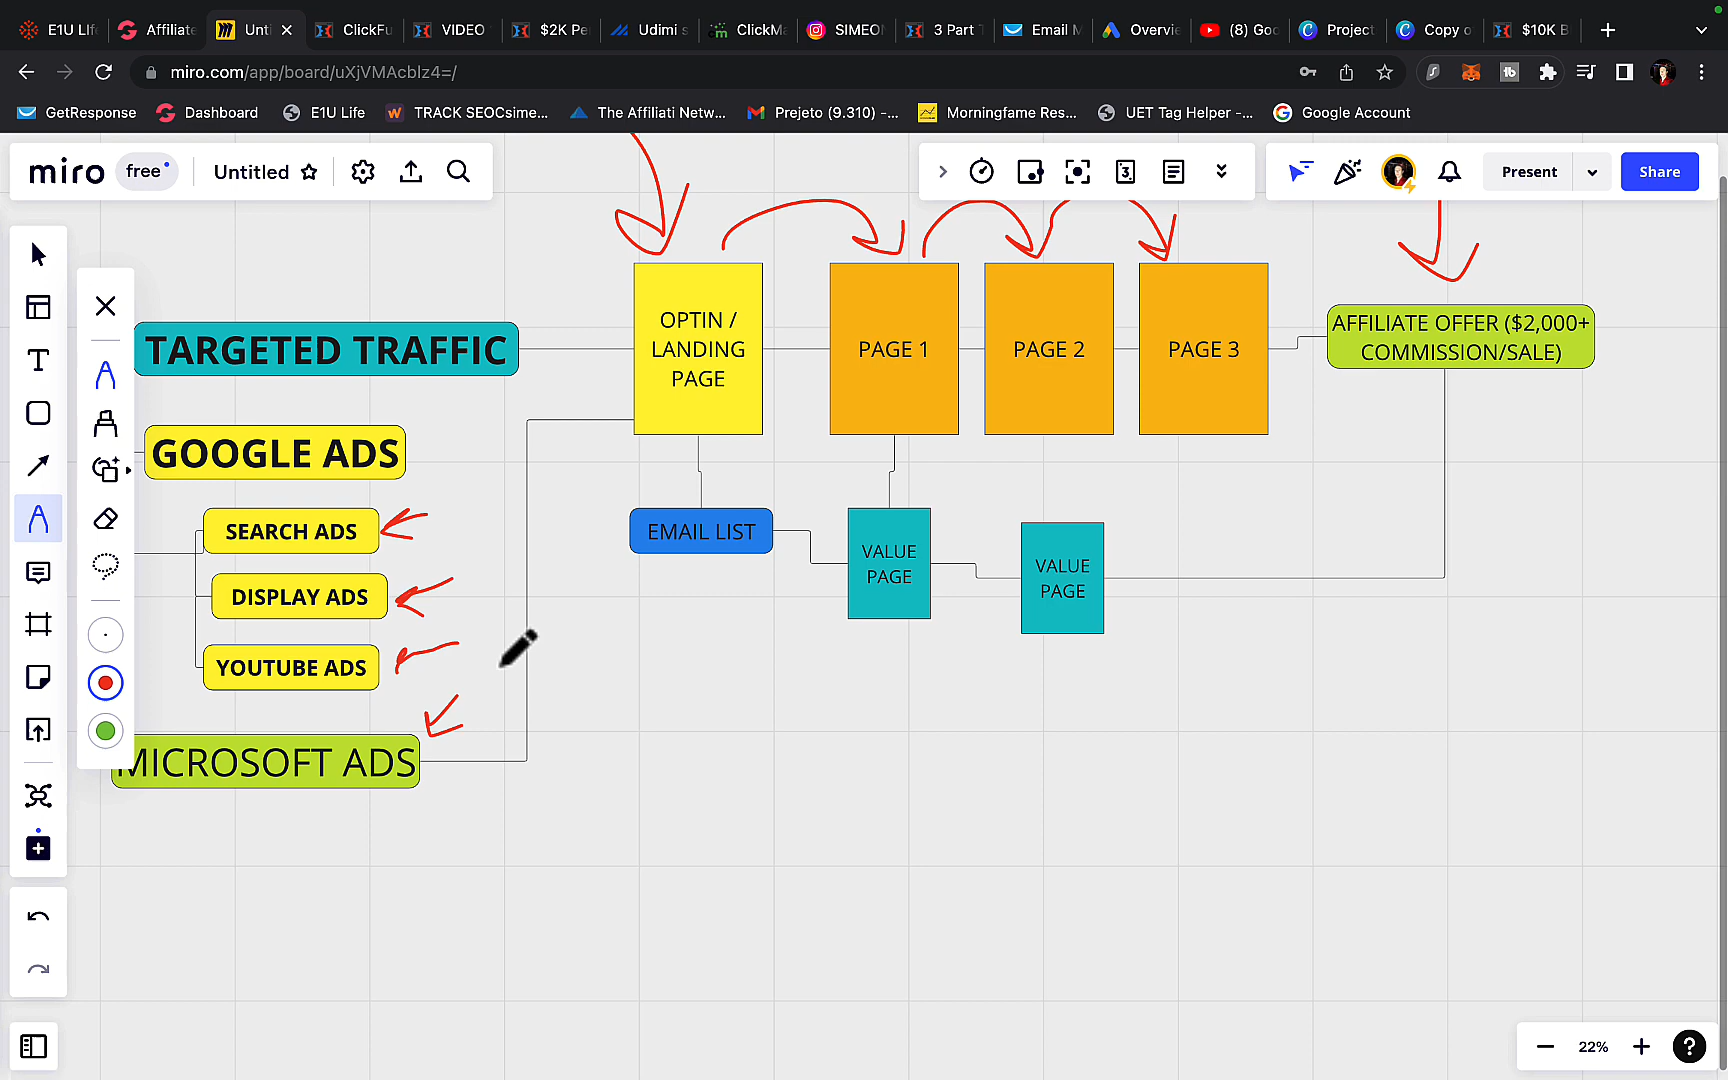 E1U Life
Affiliate
Unti
ClickFu
VIDEO
$2K Pe
Udimi s
ClickMa
SIMEO
3 Part T
Email M
Overvie
(8) Goo
Project
Copy o
$10K B
miro.com/app/board/uXjVMAcbIz4=/
GetResponse
Dashboard
E1U Life
TRACK SEOCsime...
The Affiliati Netw...
Prejeto (9.310) -...
Morningfame Res...
UET Tag Helper -...
Google Account
miro
free
Untitled
Present
Share
TARGETED TRAFFIC
GOOGLE ADS
SEARCH ADS
DISPLAY ADS
YOUTUBE ADS
MICROSOFT ADS
OPTIN /
LANDING
PAGE
PAGE 1
PAGE 2
PAGE 3
AFFILIATE OFFER ($2,000+
COMMISSION/SALE)
EMAIL LIST
VALUE
PAGE
VALUE
PAGE
22%